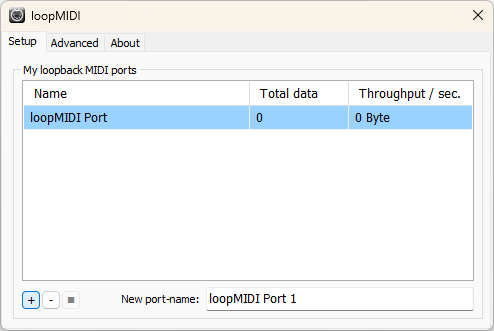 loopMIDI
Setup Advanced About
My loopback MIDI ports
Name Total data Throughput / sec.
loopMIDI Port 0 0 Byte
+ - New port-name: loopMIDI Port 1